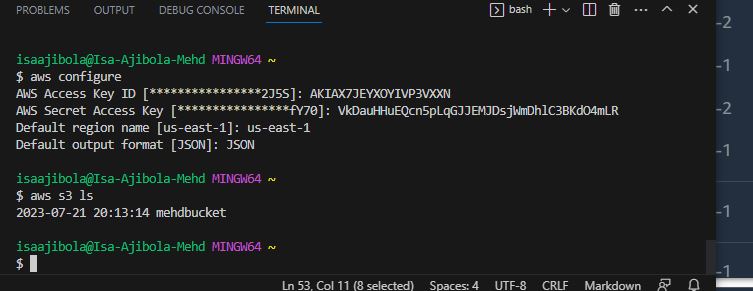 PROBLEMS OUTPUT DEBUG CONSOLE TERMINAL bash
isaajibola@Isa-Ajibola-Mehd MINGW64 ~
$ aws configure
AWS Access Key ID [****************2J5S]: AKIAX7JEYXOYIVP3VXXN
AWS Secret Access Key [****************fY70]: 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
Default region name [us-east-1]: us-east-1
Default output format [JSON]: JSON
isaajibola@Isa-Ajibola-Mehd MINGW64 ~
$ aws s3 ls
2023-07-21 20:13:14 mehdbucket
isaajibola@Isa-Ajibola-Mehd MINGW64 ~
$
Ln 53, Col 11 (8 selected) Spaces: 4 UTF-8 CRLF Markdown
-2
-1
-2
-1
-1
-1